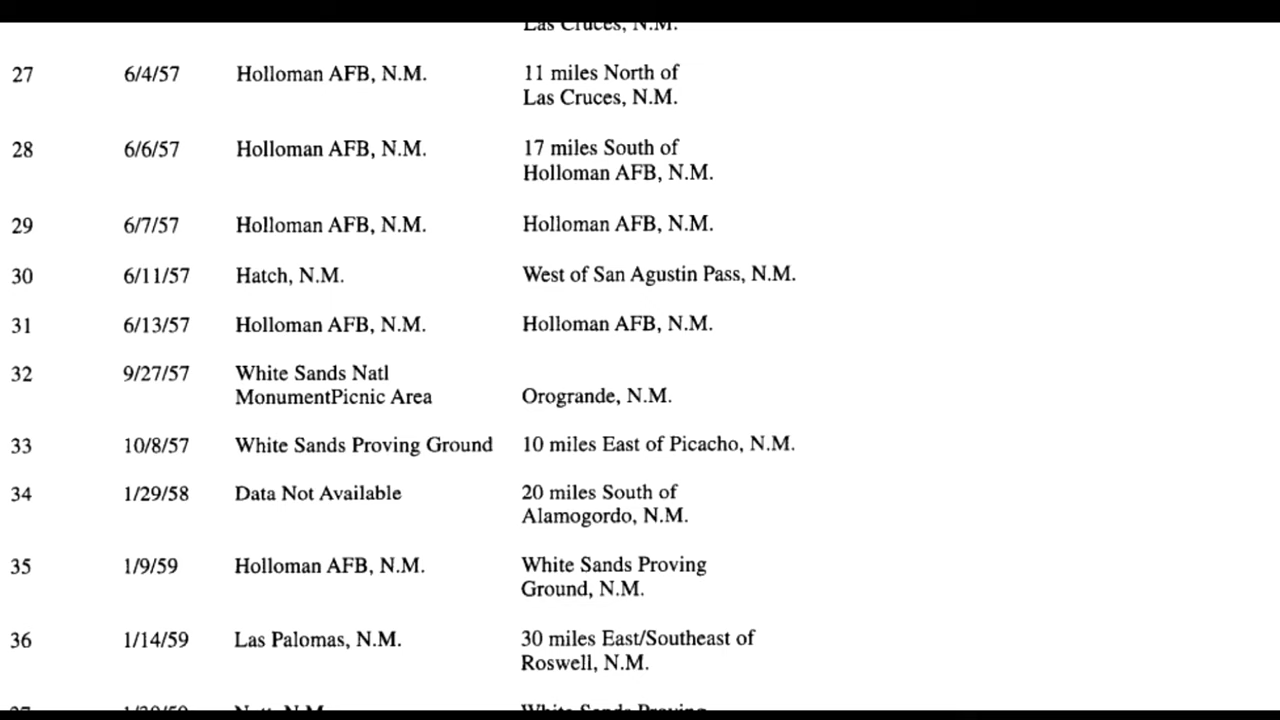 Las Cruces, N.M.
27 6/4/57 Holloman AFB, N.M. 11 miles North of
Las Cruces, N.M.
28 6/6/57 Holloman AFB, N.M. 17 miles South of
Holloman AFB, N.M.
29 6/7/57 Holloman AFB, N.M. Holloman AFB, N.M.
30 6/11/57 Hatch, N.M. West of San Agustin Pass, N.M.
31 6/13/57 Holloman AFB, N.M. Holloman AFB, N.M.
32 9/27/57 White Sands Natl
MonumentPicnic Area Orogrande, N.M.
33 10/8/57 White Sands Proving Ground 10 miles East of Picacho, N.M.
34 1/29/58 Data Not Available 20 miles South of
Alamogordo, N.M.
35 1/9/59 Holloman AFB, N.M. White Sands Proving
Ground, N.M.
36 1/14/59 Las Palomas, N.M. 30 miles East/Southeast of
Roswell, N.M.
N.M. White Sands Proving